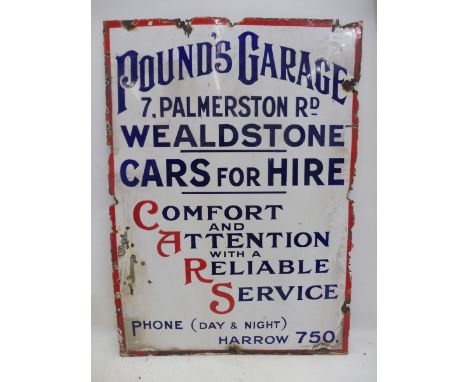 POUND'S GARAGE
7, PALMERSTON RD
WEALDSTONE
CARS FOR HIRE
COMFORT
AND
ATTENTION
WITH A
RELIABLE
SERVICE
PHONE (DAY & NIGHT)
HARROW 750.